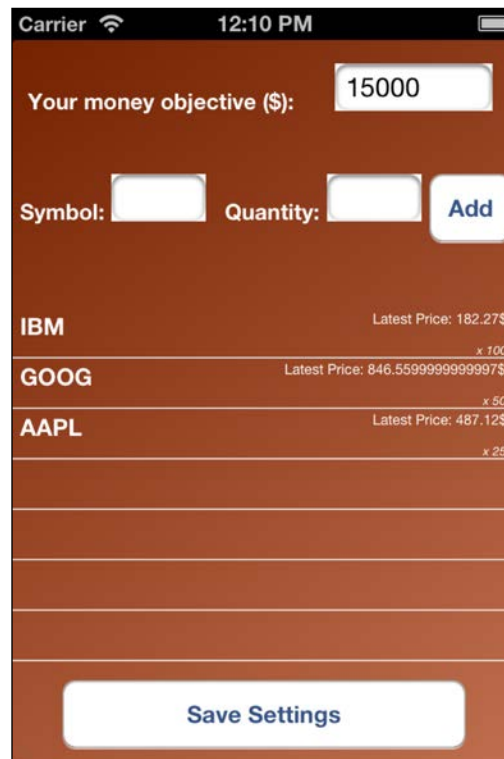 Carrier 12:10 PM
Your money objective ($): 15000
Symbol: Quantity: Add
IBM Latest Price: 182.27$
x 100
GOOG Latest Price: 846.5599999999997$
x 50
AAPL Latest Price: 487.12$
x 25
Save Settings